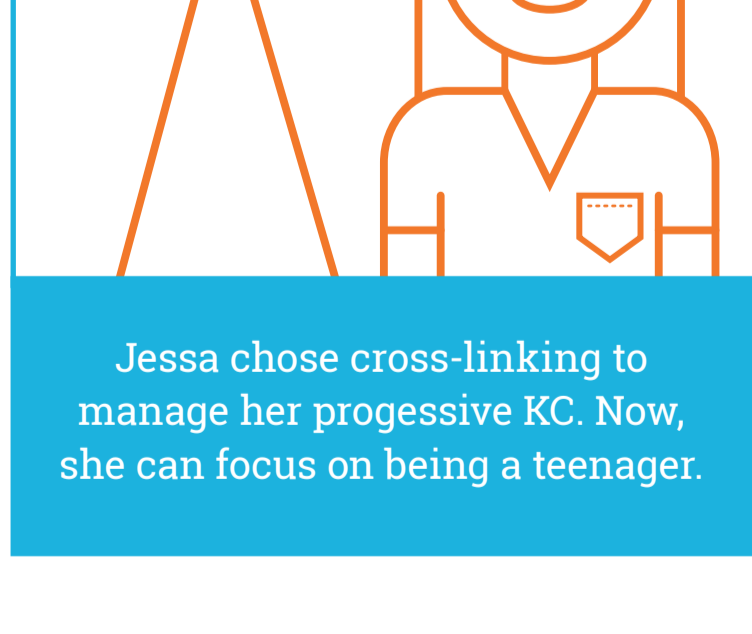 Jessa chose cross-linking to
manage her progessive KC. Now,
she can focus on being a teenager.